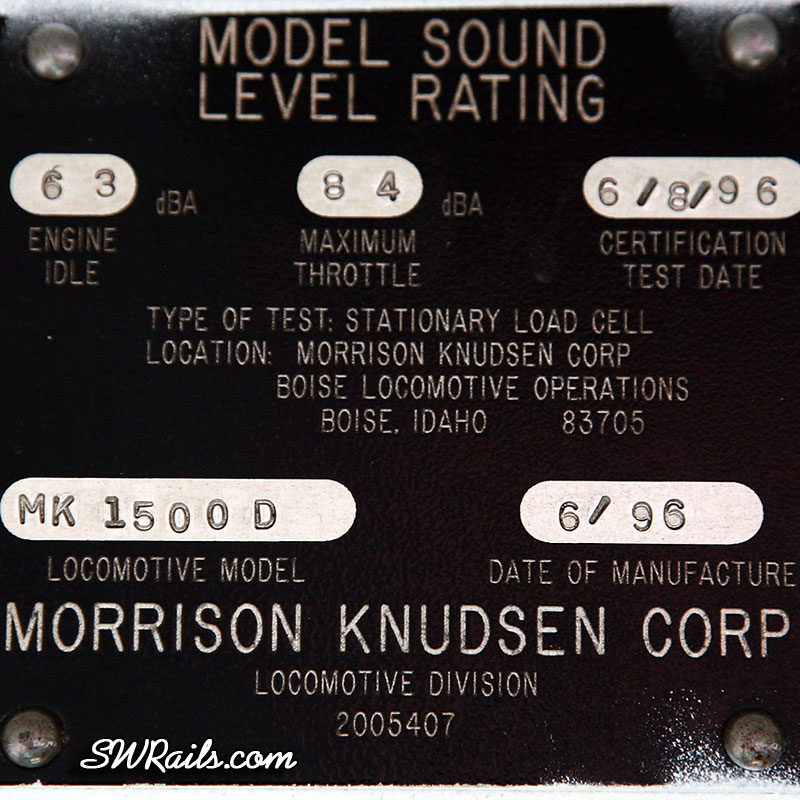 MODEL SOUND
LEVEL RATING
63 dBA 84 dBA 6/8/96
ENGINE MAXIMUM CERTIFICATION
IDLE THROTTLE TEST DATE
TYPE OF TEST: STATIONARY LOAD CELL
LOCATION: MORRISON KNUDSEN CORP
BOISE LOCOMOTIVE OPERATIONS
BOISE, IDAHO 83705
MK 1500D 6/96
LOCOMOTIVE MODEL DATE OF MANUFACTURE
MORRISON KNUDSEN CORP
LOCOMOTIVE DIVISION
2005407
SWRails.com